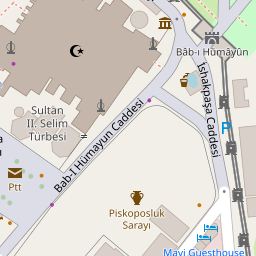 Bâb-ı Hümâyûn
İshakpaşa Caddesi
Sultan
II. Selim
Türbesi
Bab-I Hümayun Caddesi
P
a
Ptt
Piskoposluk
Sarayı
Mavi Guesthouse